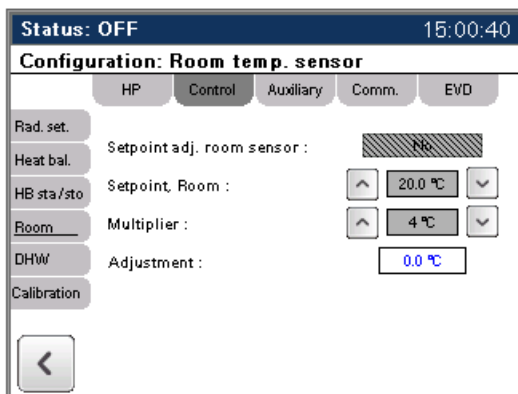 Status: OFF 15:00:40
Configuration: Room temp. sensor
HP Control Auxiliary Comm. EVD
Rad. set.
Heat bal.
HB sta/sto
Room
DHW
Calibration
Setpoint adj. room sensor : No
Setpoint, Room : 20.0 °C
Multiplier : 4 °C
Adjustment : 0.0 °C